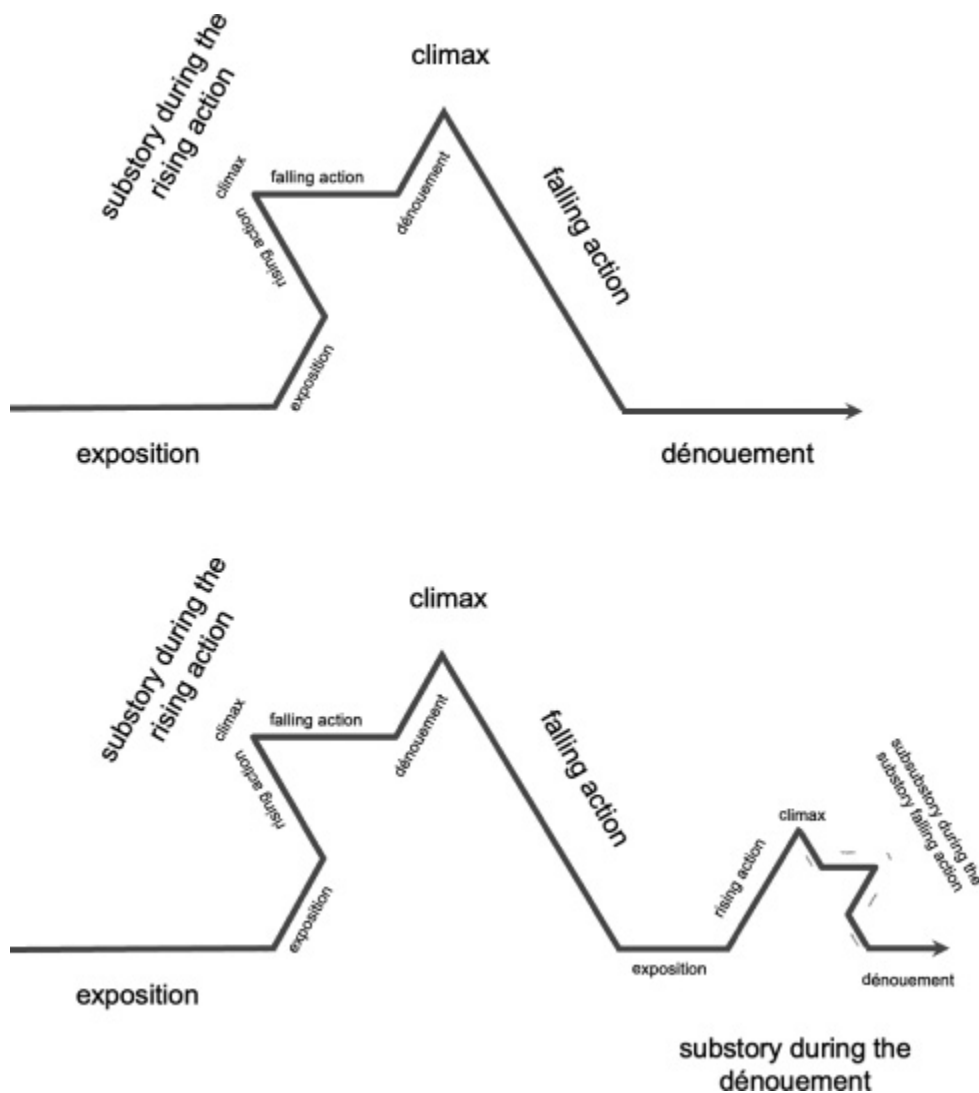 climax
substory during the
rising action
climax
falling action
rising action
dénouement
exposition
falling action
exposition
dénouement
climax
substory during the
rising action
climax
falling action
rising action
dénouement
exposition
falling action
exposition
exposition
rising action
climax
subsubstory during the
substory falling action
dénouement
substory during the
dénouement